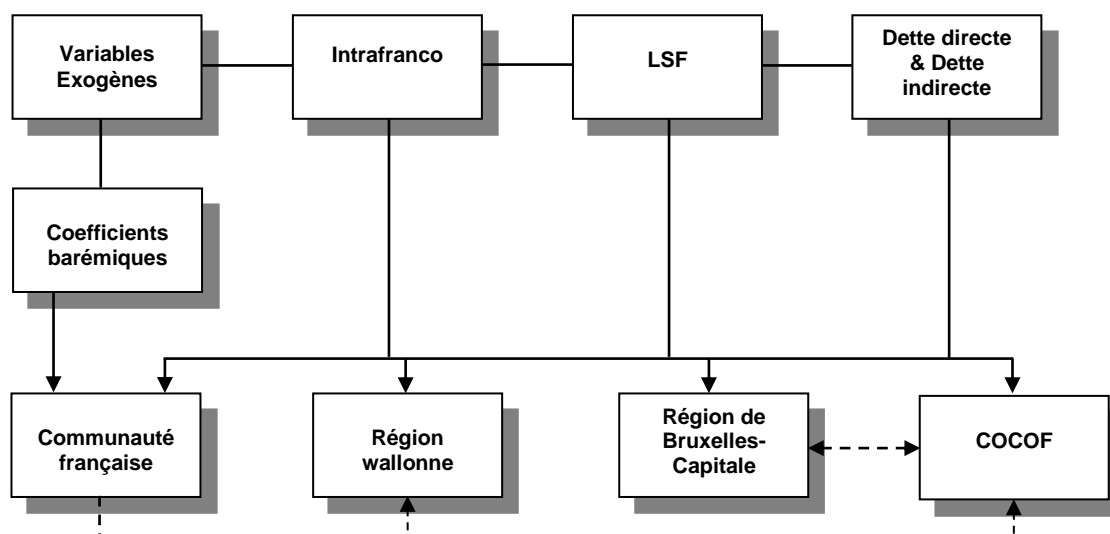 Variables
Exogènes
Intrafranco
LSF
Dette directe
& Dette
indirecte
Coefficients
barémiques
Communauté
française
Région
wallonne
Région de
Bruxelles-
Capitale
COCOF